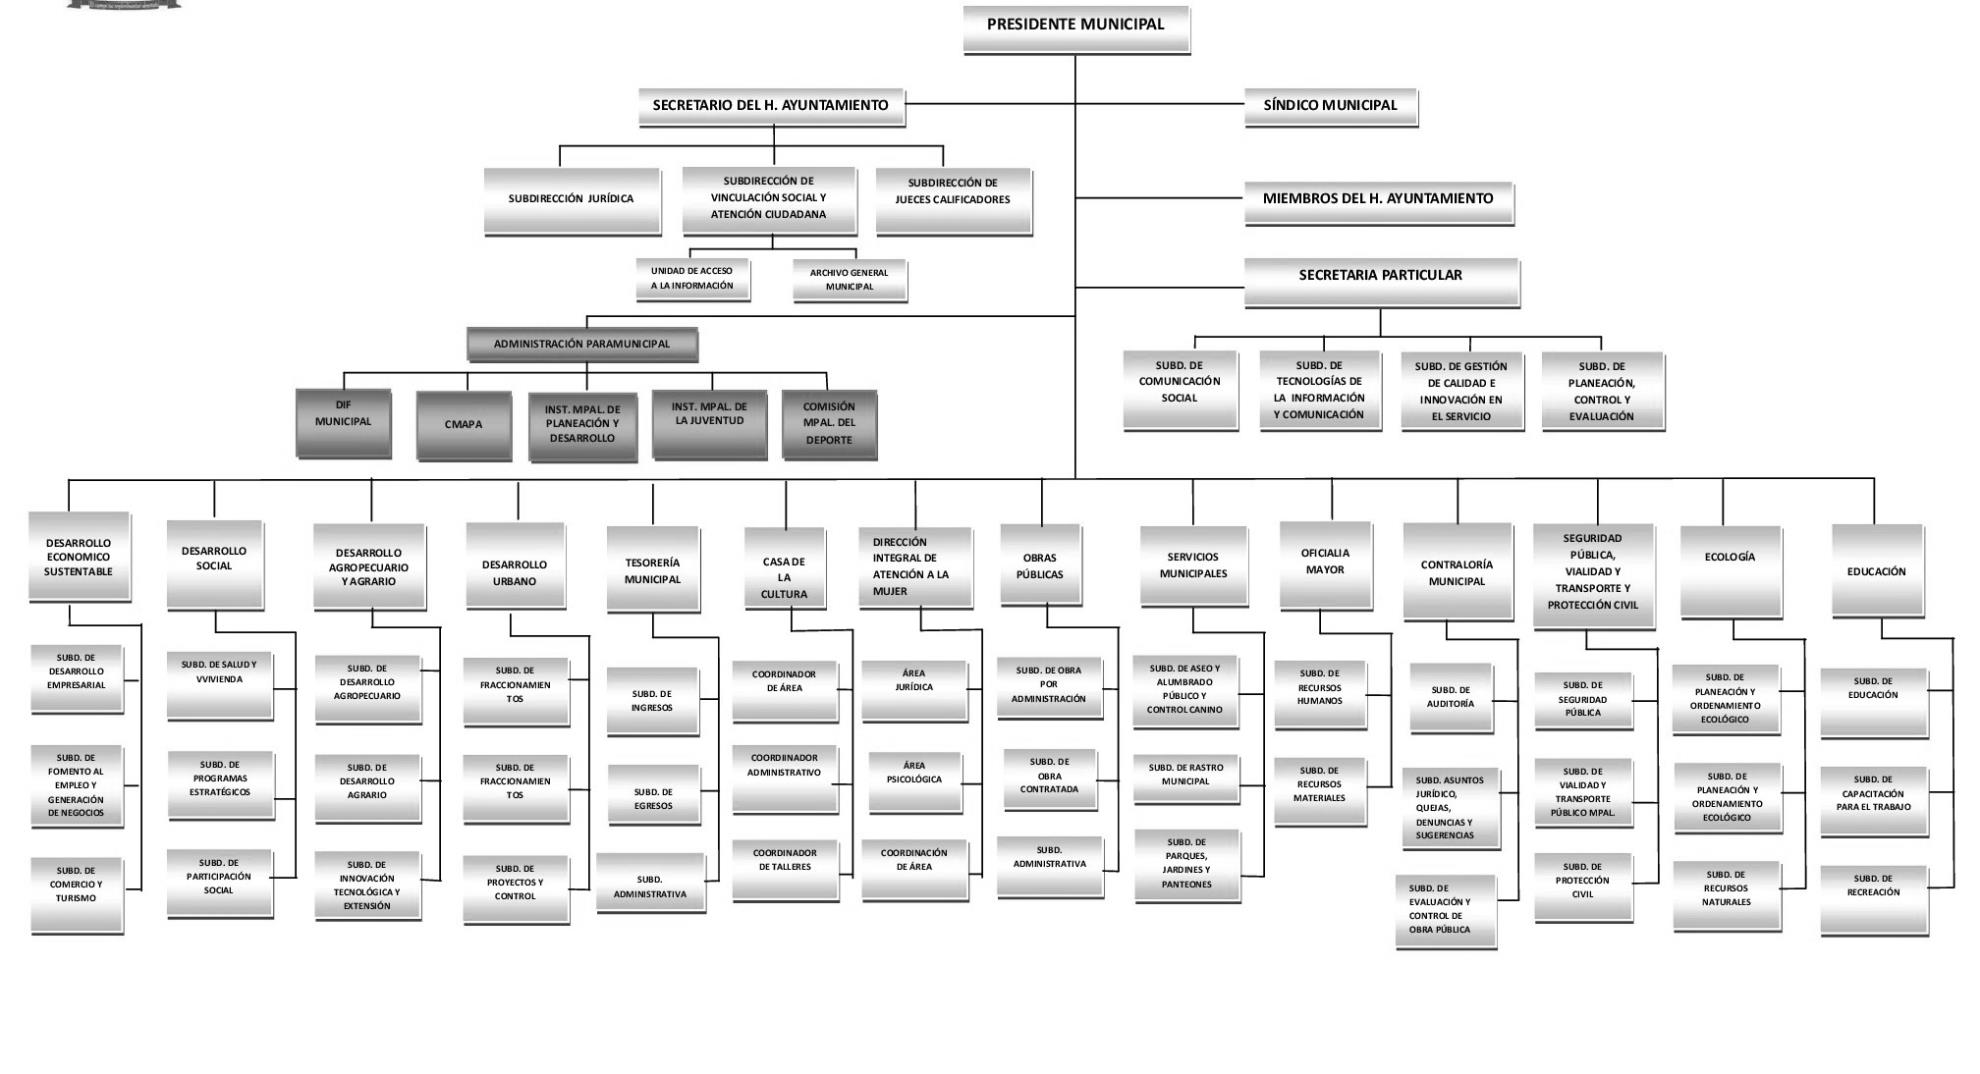 PRESIDENTE MUNICIPAL
SECRETARIO DEL H. AYUNTAMIENTO
SÍNDICO MUNICIPAL
SUBDIRECCIÓN JURÍDICA
SUBDIRECCIÓN DE
VINCULACIÓN SOCIAL Y
ATENCIÓN CIUDADANA
SUBDIRECCIÓN DE
JUECES CALIFICADORES
MIEMBROS DEL H. AYUNTAMIENTO
UNIDAD DE ACCESO
A LA INFORMACIÓN
ARCHIVO GENERAL
MUNICIPAL
SECRETARIA PARTICULAR
ADMINISTRACIÓN PARAMUNICIPAL
SUBD. DE
COMUNICACIÓN
SOCIAL
SUBD. DE
TECNOLOGÍAS DE
LA INFORMACIÓN
Y COMUNICACIÓN
SUBD. DE GESTIÓN
DE CALIDAD E
INNOVACIÓN EN
EL SERVICIO
SUBD. DE
PLANEACIÓN,
CONTROL Y
EVALUACIÓN
DIF
MUNICIPAL
CMAPA
INST. MPAL. DE
PLANEACIÓN Y
DESARROLLO
INST. MPAL. DE
LA JUVENTUD
COMISIÓN
MPAL. DEL
DEPORTE
DESARROLLO
ECONOMICO
SUSTENTABLE
DESARROLLO
SOCIAL
DESARROLLO
AGROPECUARIO
Y AGRARIO
DESARROLLO
URBANO
TESORERÍA
MUNICIPAL
CASA DE
LA
CULTURA
DIRECCIÓN
INTEGRAL DE
ATENCIÓN A LA
MUJER
OBRAS
PÚBLICAS
SERVICIOS
MUNICIPALES
OFICIALIA
MAYOR
CONTRALORÍA
MUNICIPAL
SEGURIDAD
PÚBLICA,
VIALIDAD Y
TRANSPORTE Y
PROTECCIÓN CIVIL
ECOLOGÍA
EDUCACIÓN
SUBD. DE
DESARROLLO
EMPRESARIAL
SUBD. DE SALUD Y
VVIVIENDA
SUBD. DE
DESARROLLO
AGROPECUARIO
SUBD. DE
FRACCIONAMIEN
TOS
SUBD. DE
INGRESOS
COORDINADOR
DE ÁREA
ÁREA
JURÍDICA
SUBD. DE OBRA
POR
ADMINISTRACIÓN
SUBD. DE ASEO Y
ALUMBRADO
PÚBLICO Y
CONTROL CANINO
SUBD. DE
RECURSOS
HUMANOS
SUBD. DE
AUDITORÍA
SUBD. DE
SEGURIDAD
PÚBLICA
SUBD. DE
PLANEACIÓN Y
ORDENAMIENTO
ECOLÓGICO
SUBD. DE
EDUCACIÓN
SUBD. DE
FOMENTO AL
EMPLEO Y
GENERACIÓN
DE NEGOCIOS
SUBD. DE
PROGRAMAS
ESTRATÉGICOS
SUBD. DE
DESARROLLO
AGRARIO
SUBD. DE
FRACCIONAMIEN
TOS
SUBD. DE
EGRESOS
COORDINADOR
ADMINISTRATIVO
ÁREA
PSICOLÓGICA
SUBD. DE
OBRA
CONTRATADA
SUBD. DE RASTRO
MUNICIPAL
SUBD. DE
RECURSOS
MATERIALES
SUBD. ASUNTOS
JURÍDICO,
QUEJAS,
DENUNCIAS Y
SUGERENCIAS
SUBD. DE
VIALIDAD Y
TRANSPORTE
PÚBLICO MPAL.
SUBD. DE
PLANEACIÓN Y
ORDENAMIENTO
ECOLÓGICO
SUBD. DE
CAPACITACIÓN
PARA EL TRABAJO
SUBD. DE
COMERCIO Y
TURISMO
SUBD. DE
PARTICIPACIÓN
SOCIAL
SUBD. DE
INNOVACIÓN
TECNOLÓGICA Y
EXTENSIÓN
SUBD. DE
PROYECTOS Y
CONTROL
SUBD.
ADMINISTRATIVA
COORDINADOR
DE TALLERES
COORDINACIÓN
DE ÁREA
SUBD.
ADMINISTRATIVA
SUBD. DE
PARQUES,
JARDINES Y
PANTEONES
SUBD. DE
EVALUACIÓN Y
CONTROL DE
OBRA PÚBLICA
SUBD. DE
PROTECCIÓN
CIVIL
SUBD. DE
RECURSOS
NATURALES
SUBD. DE
RECREACIÓN